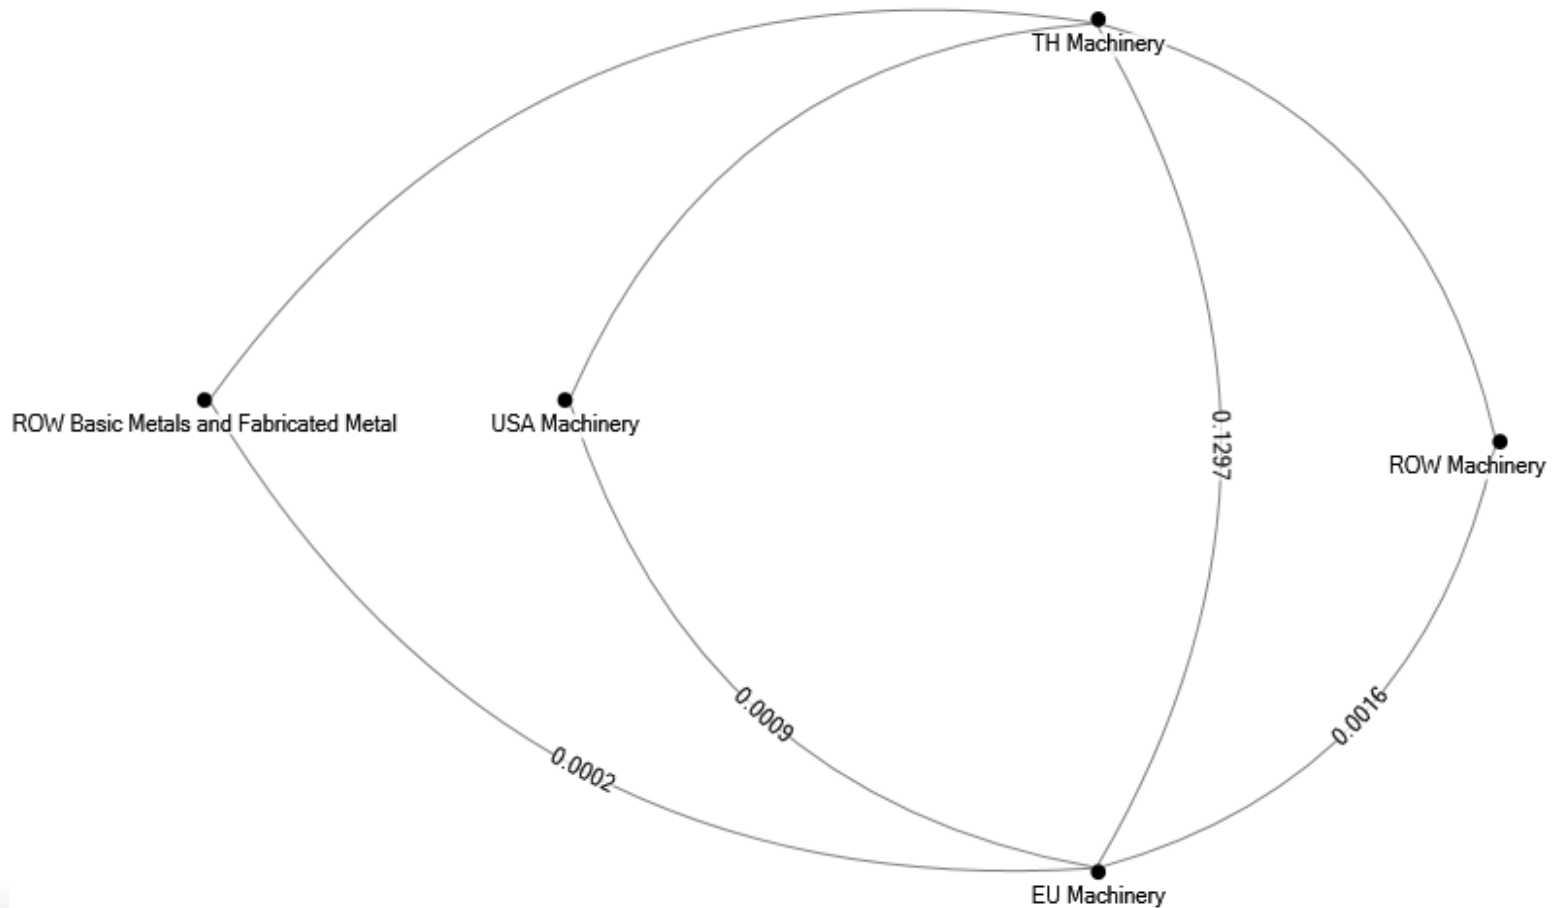 TH Machinery
ROW Basic Metals and Fabricated Metal
USA Machinery
0.1297
ROW Machinery
0.0009
0.0016
0.0002
EU Machinery